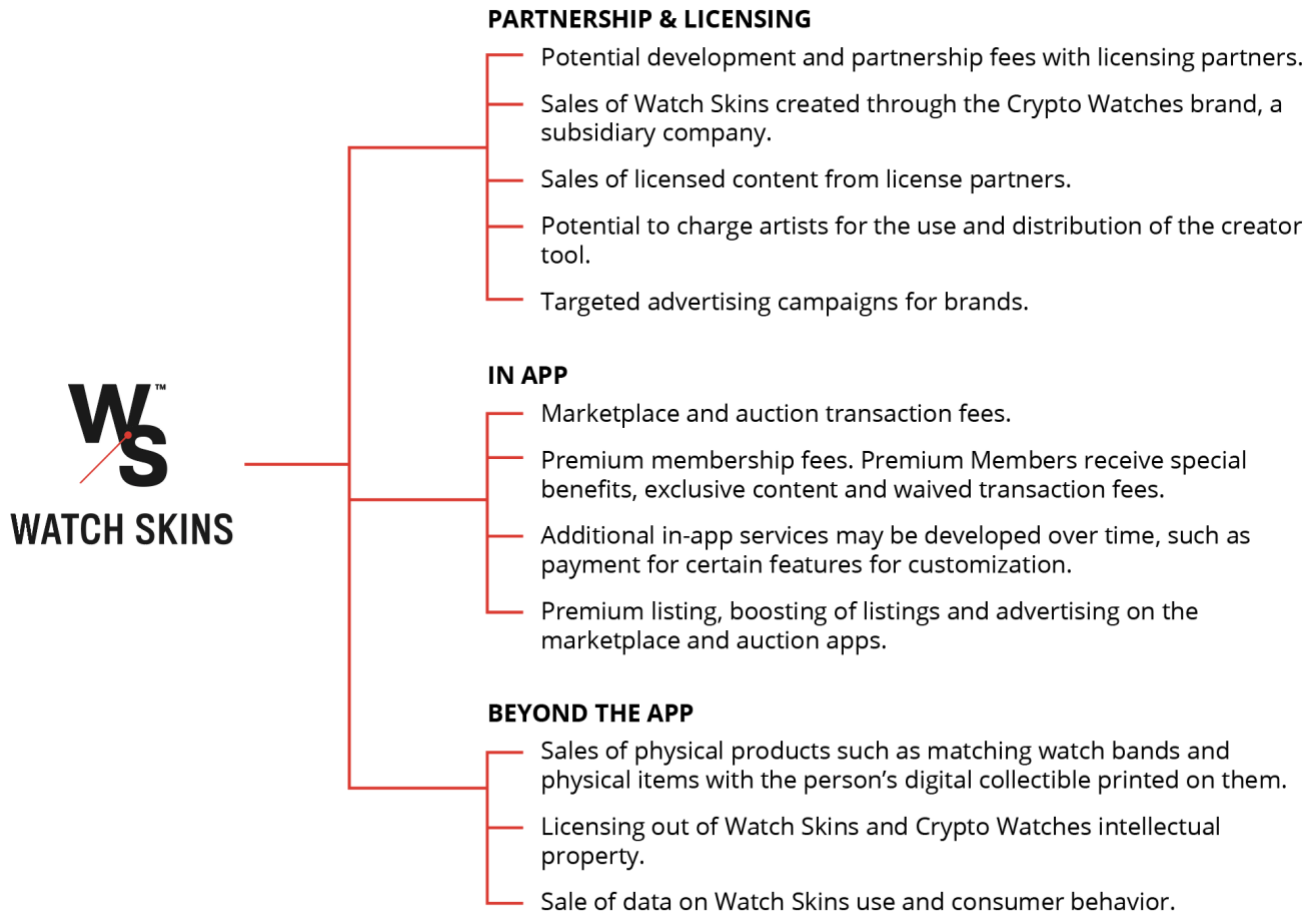 PARTNERSHIP & LICENSING
Potential development and partnership fees with licensing partners.
Sales of Watch Skins created through the Crypto Watches brand, a
subsidiary company.
Sales of licensed content from license partners.
Potential to charge artists for the use and distribution of the creator
tool.
Targeted advertising campaigns for brands.
IN APP
Marketplace and auction transaction fees.
Premium membership fees. Premium Members receive special
benefits, exclusive content and waived transaction fees.
Additional in-app services may be developed over time, such as
payment for certain features for customization.
Premium listing, boosting of listings and advertising on the
marketplace and auction apps.
BEYOND THE APP
Sales of physical products such as matching watch bands and
physical items with the person’s digital collectible printed on them.
Licensing out of Watch Skins and Crypto Watches intellectual
property.
Sale of data on Watch Skins use and consumer behavior.
WS™
WATCH SKINS